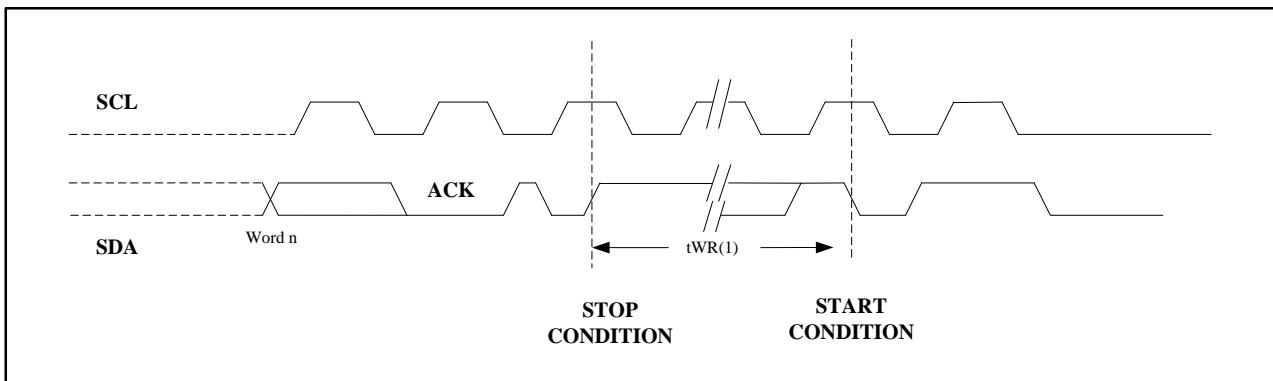 SCL
ACK
Word n
SDA
tWR(1)
STOP
CONDITION
START
CONDITION